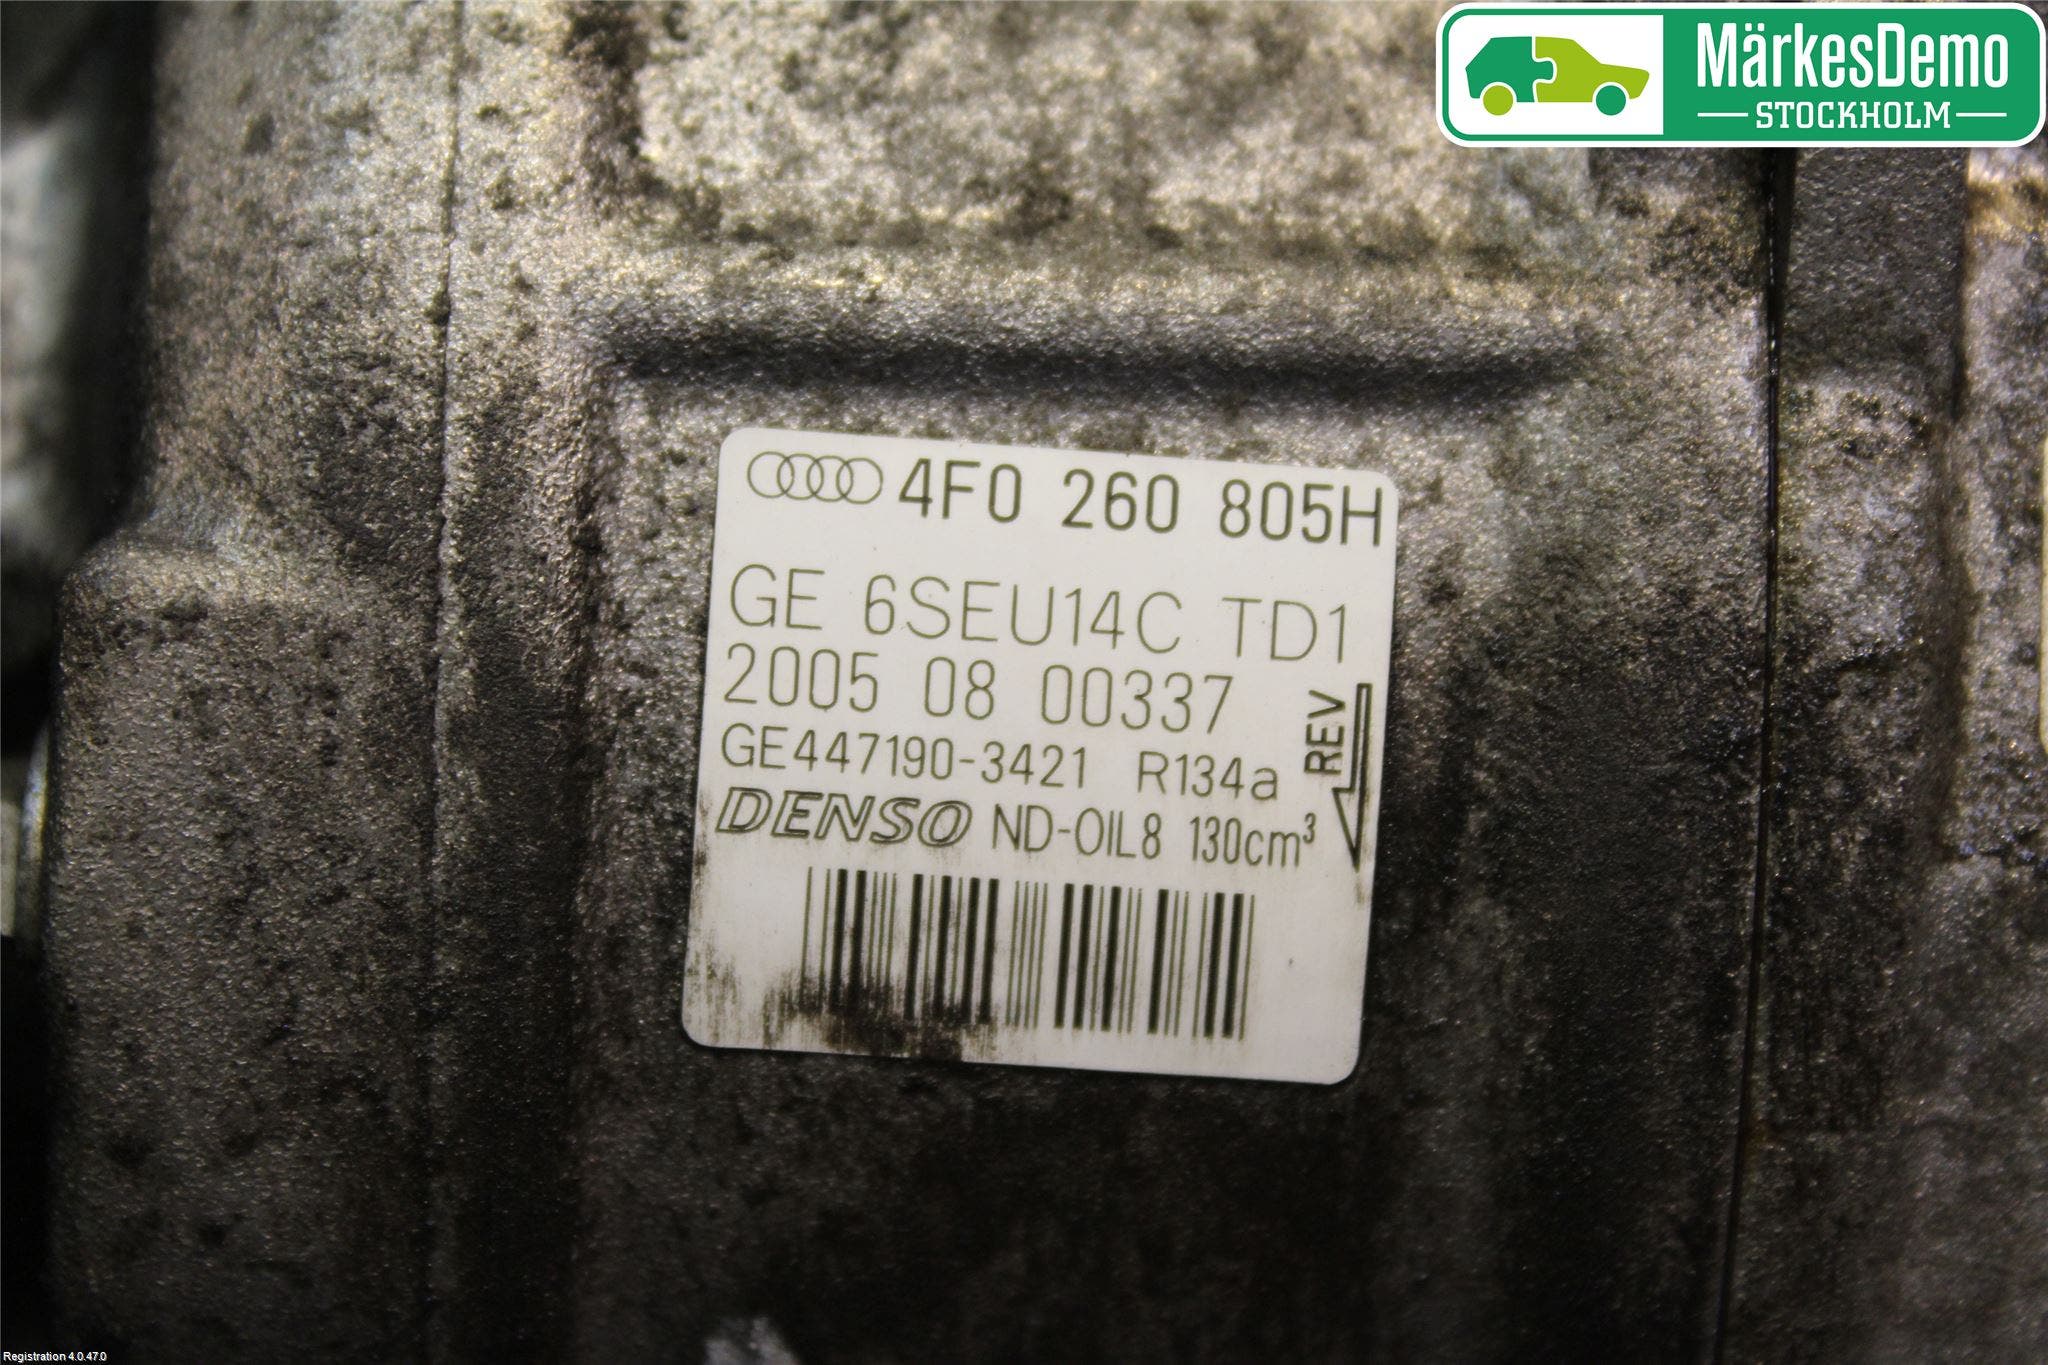 MärkesDemo
STOCKHOLM
4F0 260 805H
GE 6SEU14C TD1
2005 08 00337
GE447190-3421 R134a
REV
DENSO ND-OIL8 130cm³
Registration 4.0.47.0